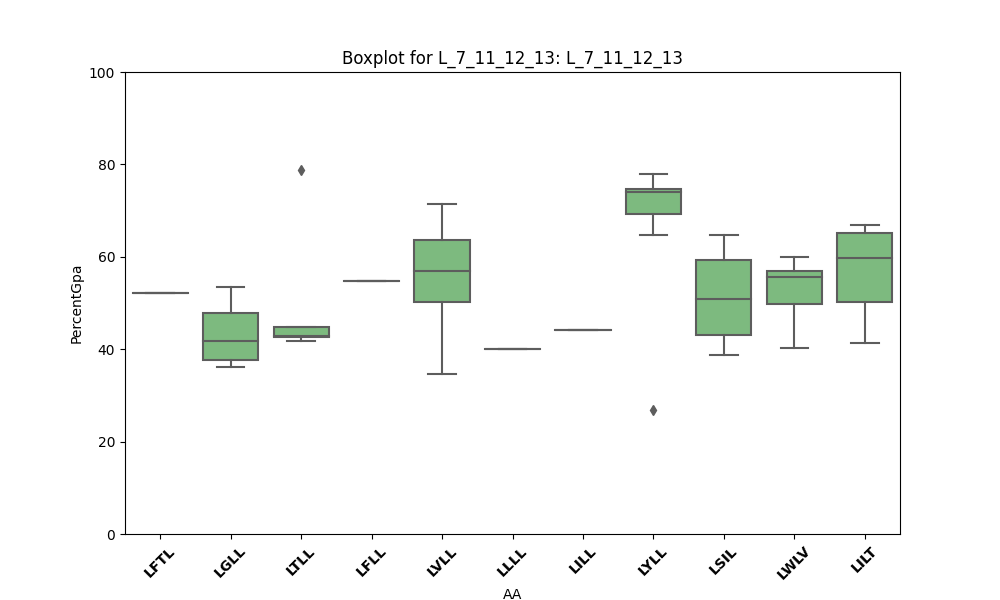 Boxplot for L_7_11_12_13: L_7_11_12_13
100
80
60
40
20
0
PercentGpa
LFTL
LGLL
LTLL
LFLL
LVLL
LLLL
LILL
LYLL
LSIL
LWLV
LILT
AA